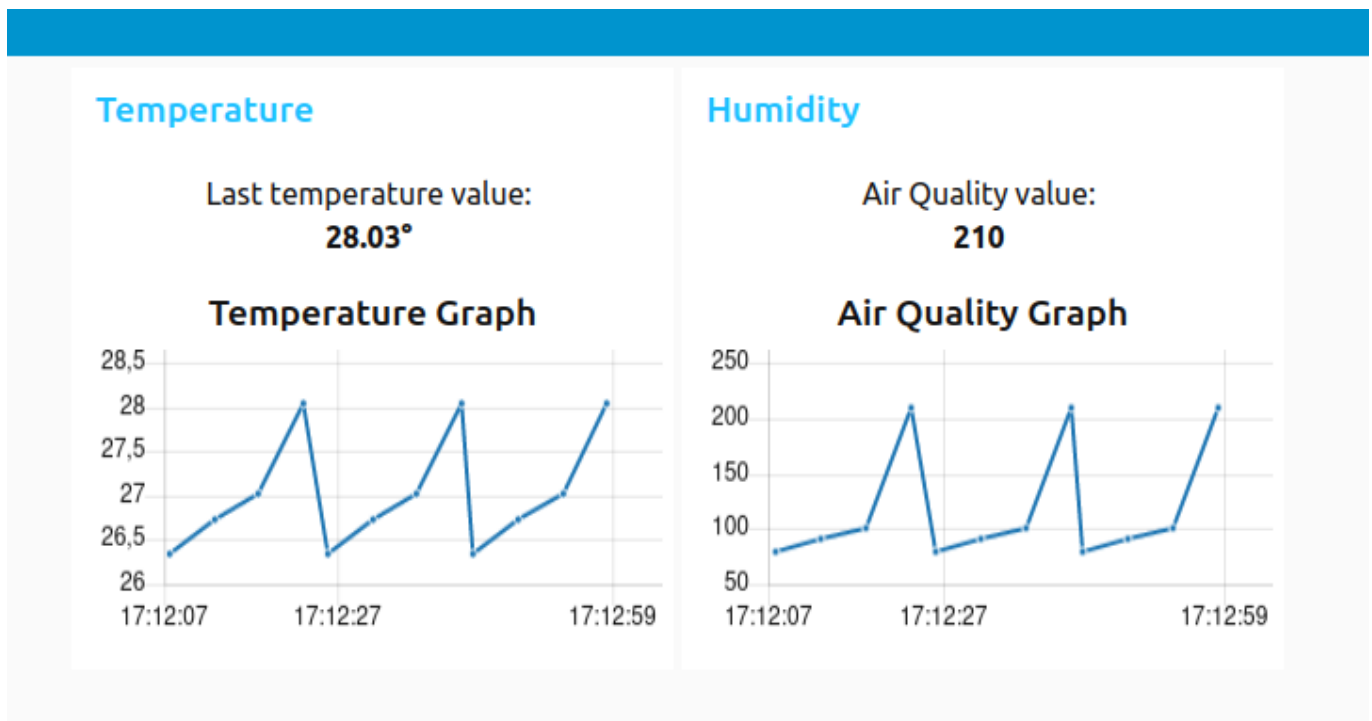 Temperature
Last temperature value:
28.03°
Temperature Graph
28,5
28
27,5
27
26,5
26
17:12:07 17:12:27 17:12:59
Humidity
Air Quality value:
210
Air Quality Graph
250
200
150
100
50
17:12:07 17:12:27 17:12:59